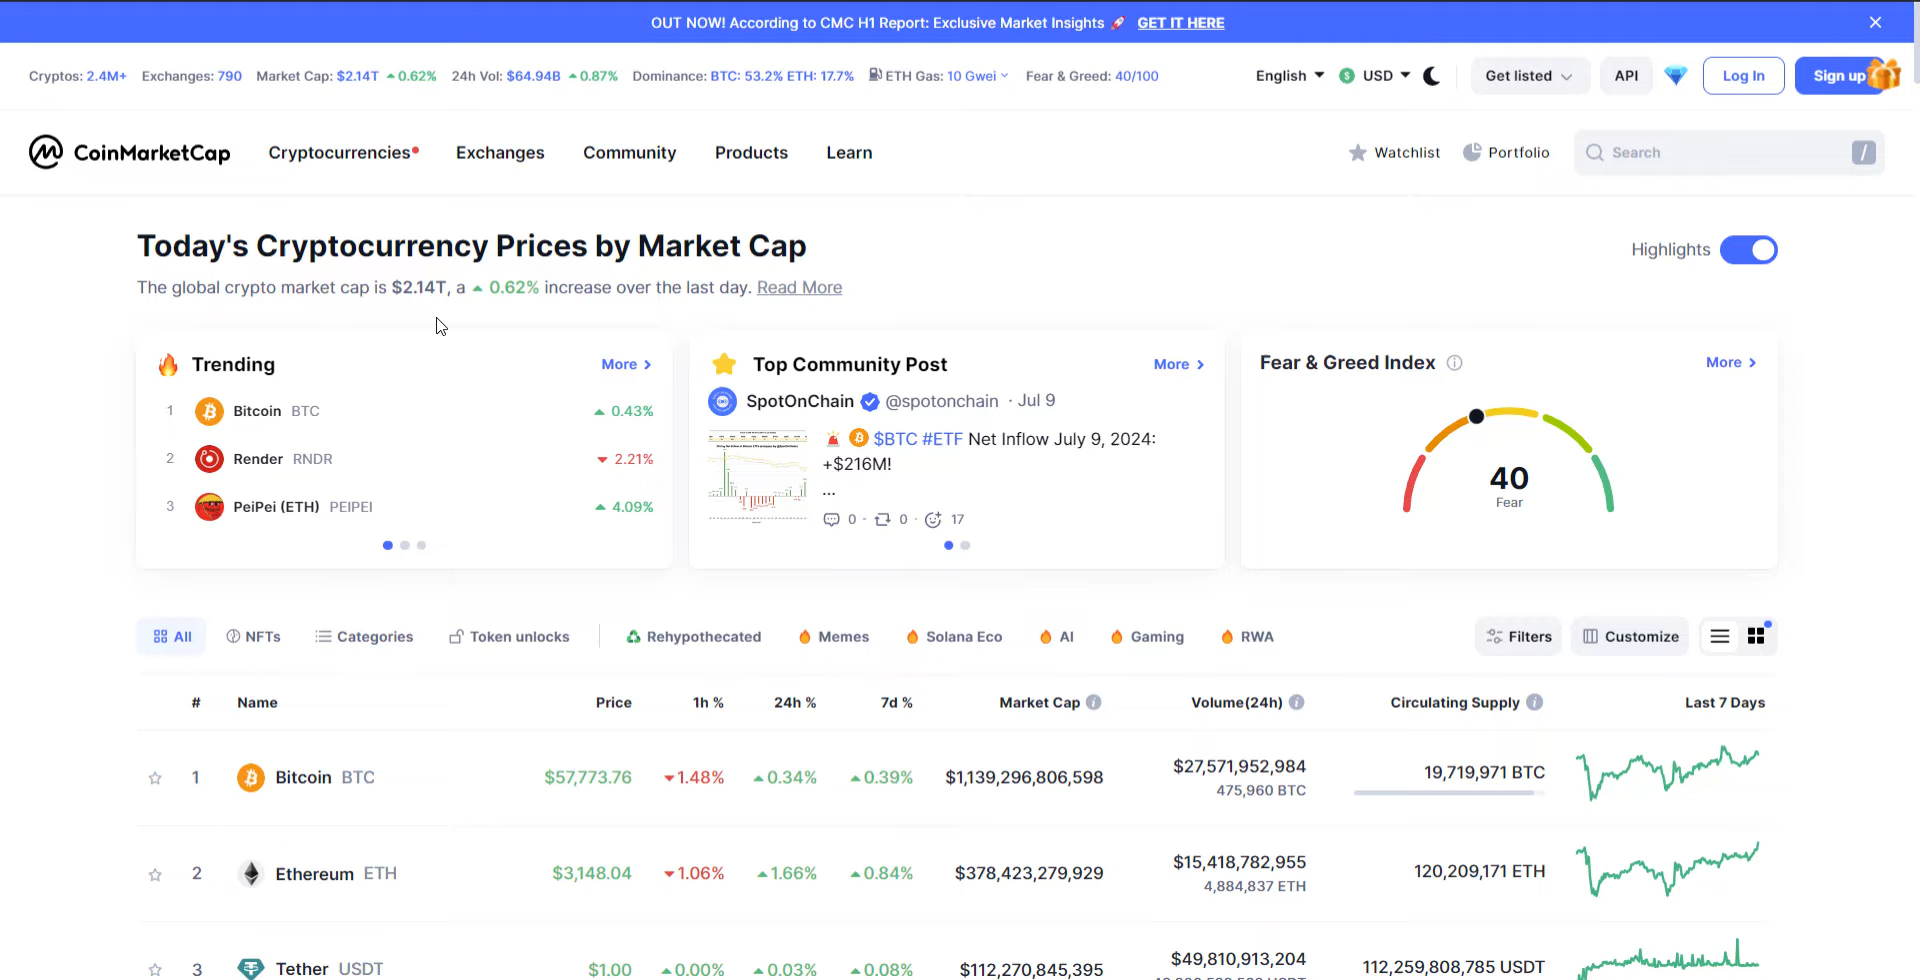 OUT NOW! According to CMC H1 Report: Exclusive Market Insights 🚀 GET IT HERE
Cryptos: 2.4M+ Exchanges: 790 Market Cap: $2.14T 0.62% 24h Vol: $64.94B 0.87% Dominance: BTC: 53.2% ETH: 17.7% ETH Gas: 10 Gwei Fear & Greed: 40/100 English USD Get listed API Log In Sign up
CoinMarketCap Cryptocurrencies Exchanges Community Products Learn Watchlist Portfolio Search /
Today's Cryptocurrency Prices by Market Cap
Highlights
The global crypto market cap is $2.14T, a 0.62% increase over the last day. Read More
Trending More
1 Bitcoin BTC 0.43%
2 Render RNDR 2.21%
3 PeiPei (ETH) PEIPEI 4.09%
Top Community Post More
SpotOnChain @spotonchain · Jul 9
$BTC #ETF Net Inflow July 9, 2024:
+$216M!
...
0 · 0 · 17
Fear & Greed Index More
40
Fear
All NFTs Categories Token unlocks Rehypothecated Memes Solana Eco AI Gaming RWA Filters Customize
# Name Price 1h % 24h % 7d % Market Cap Volume(24h) Circulating Supply Last 7 Days
1 Bitcoin BTC $57,773.76 1.48% 0.34% 0.39% $1,139,296,806,598 $27,571,952,984 19,719,971 BTC
475,960 BTC
2 Ethereum ETH $3,148.04 1.06% 1.66% 0.84% $378,423,279,929 $15,418,782,955 120,209,171 ETH
4,884,837 ETH
3 Tether USDT $1.00 0.00% 0.03% 0.08% $112,270,845,395 $49,810,913,204 112,259,808,785 USDT